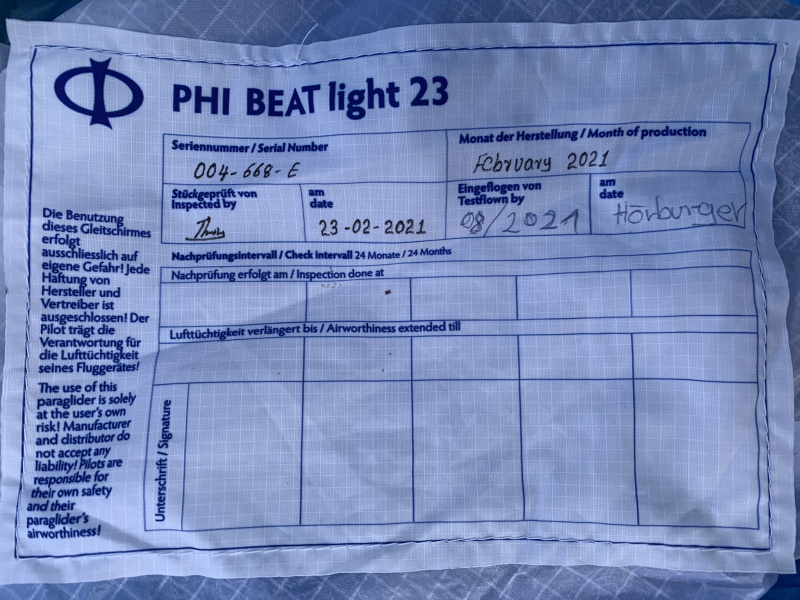 PHI BEAT light 23
Seriennummer / Serial Number
004-668-E
Monat der Herstellung / Month of production
February 2021
Stückgeprüft von
Inspected by
am
date
23-02-2021
Eingeflogen von
Testflown by
08/2021
am
date
Hörburger
Nachprüfungsintervall / Check intervall 24 Monate / 24 Months
Nachprüfung erfolgt am / Inspection done at
Lufttüchtigkeit verlängert bis / Airworthiness extended till
Unterschrift / Signature
Die Benutzung
dieses Gleitschirmes
erfolgt
ausschliesslich auf
eigene Gefahr! Jede
Haftung von
Hersteller und
Vertreiber ist
ausgeschlossen! Der
Pilot trägt die
Verantwortung für
die Lufttüchtigkeit
seines Fluggerätes!
The use of this
paraglider is solely
at the user's own
risk! Manufacturer
and distributor do
not accept any
liability! Pilots are
responsible for
their own safety
and their
paraglider's
airworthiness!